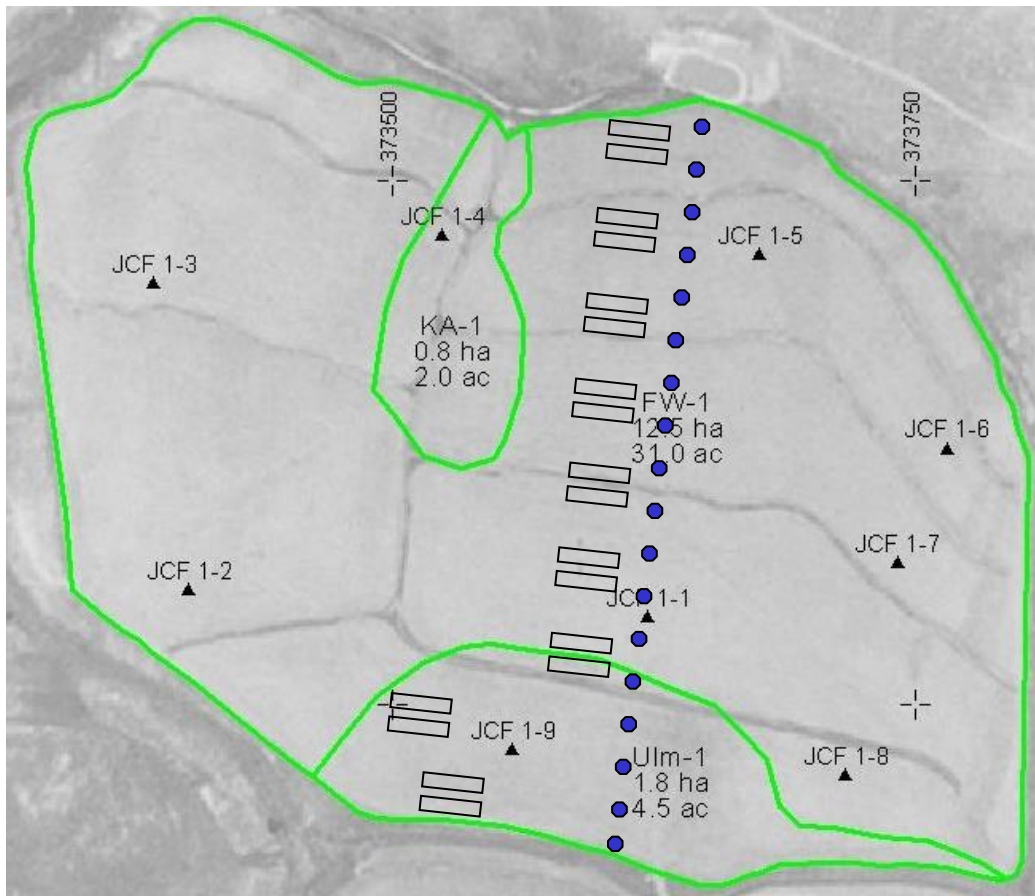 373500
373750
JCF 1-4
JCF 1-5
JCF 1-3
KA-1
0.8 ha
2.0 ac
FW-1
12.5 ha
31.0 ac
JCF 1-6
JCF 1-7
JCF 1-2
JCF 1-1
JCF 1-9
Ulm-1
1.8 ha
4.5 ac
JCF 1-8